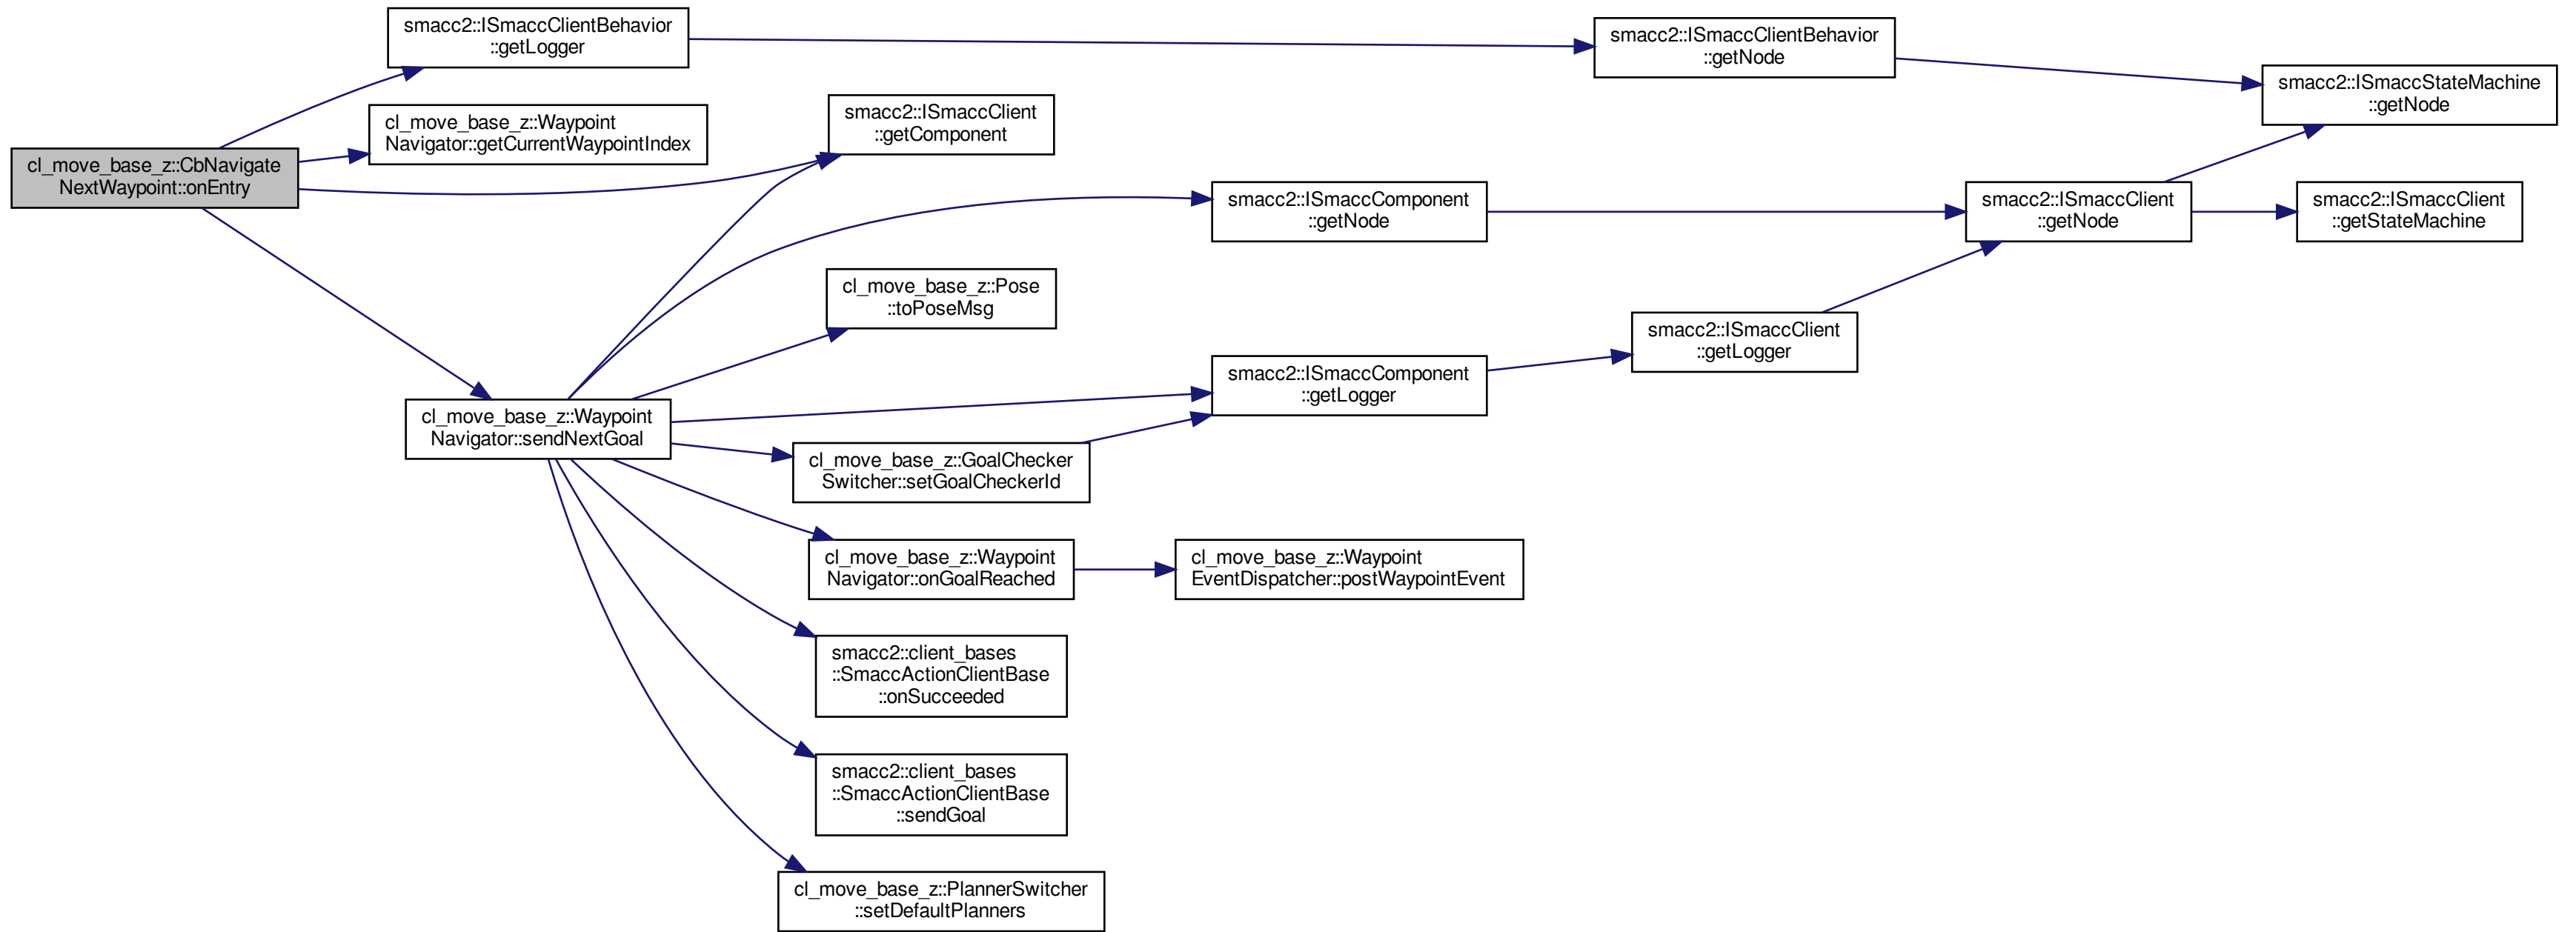 smacc2::ISmaccClientBehavior
::getLogger
smacc2::ISmaccClientBehavior
::getNode
smacc2::ISmaccStateMachine
::getNode
cl_move_base_z::Waypoint
Navigator::getCurrentWaypointIndex
smacc2::ISmaccClient
::getComponent
cl_move_base_z::CbNavigate
NextWaypoint::onEntry
smacc2::ISmaccComponent
::getNode
smacc2::ISmaccClient
::getNode
smacc2::ISmaccClient
::getStateMachine
cl_move_base_z::Pose
::toPoseMsg
smacc2::ISmaccClient
::getLogger
smacc2::ISmaccComponent
::getLogger
cl_move_base_z::Waypoint
Navigator::sendNextGoal
cl_move_base_z::GoalChecker
Switcher::setGoalCheckerId
cl_move_base_z::Waypoint
Navigator::onGoalReached
cl_move_base_z::Waypoint
EventDispatcher::postWaypointEvent
smacc2::client_bases
::SmaccActionClientBase
::onSucceeded
smacc2::client_bases
::SmaccActionClientBase
::sendGoal
cl_move_base_z::PlannerSwitcher
::setDefaultPlanners